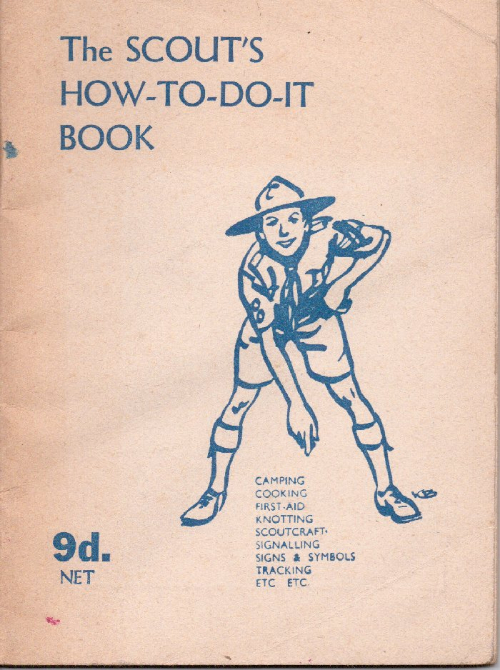 The SCOUT'S
HOW-TO-DO-IT
BOOK
CAMPING
COOKING
FIRST-AID
KNOTTING
SCOUTCRAFT·
SIGNALLING
SIGNS & SYMBOLS
TRACKING
ETC ETC.
KB
9d.
NET